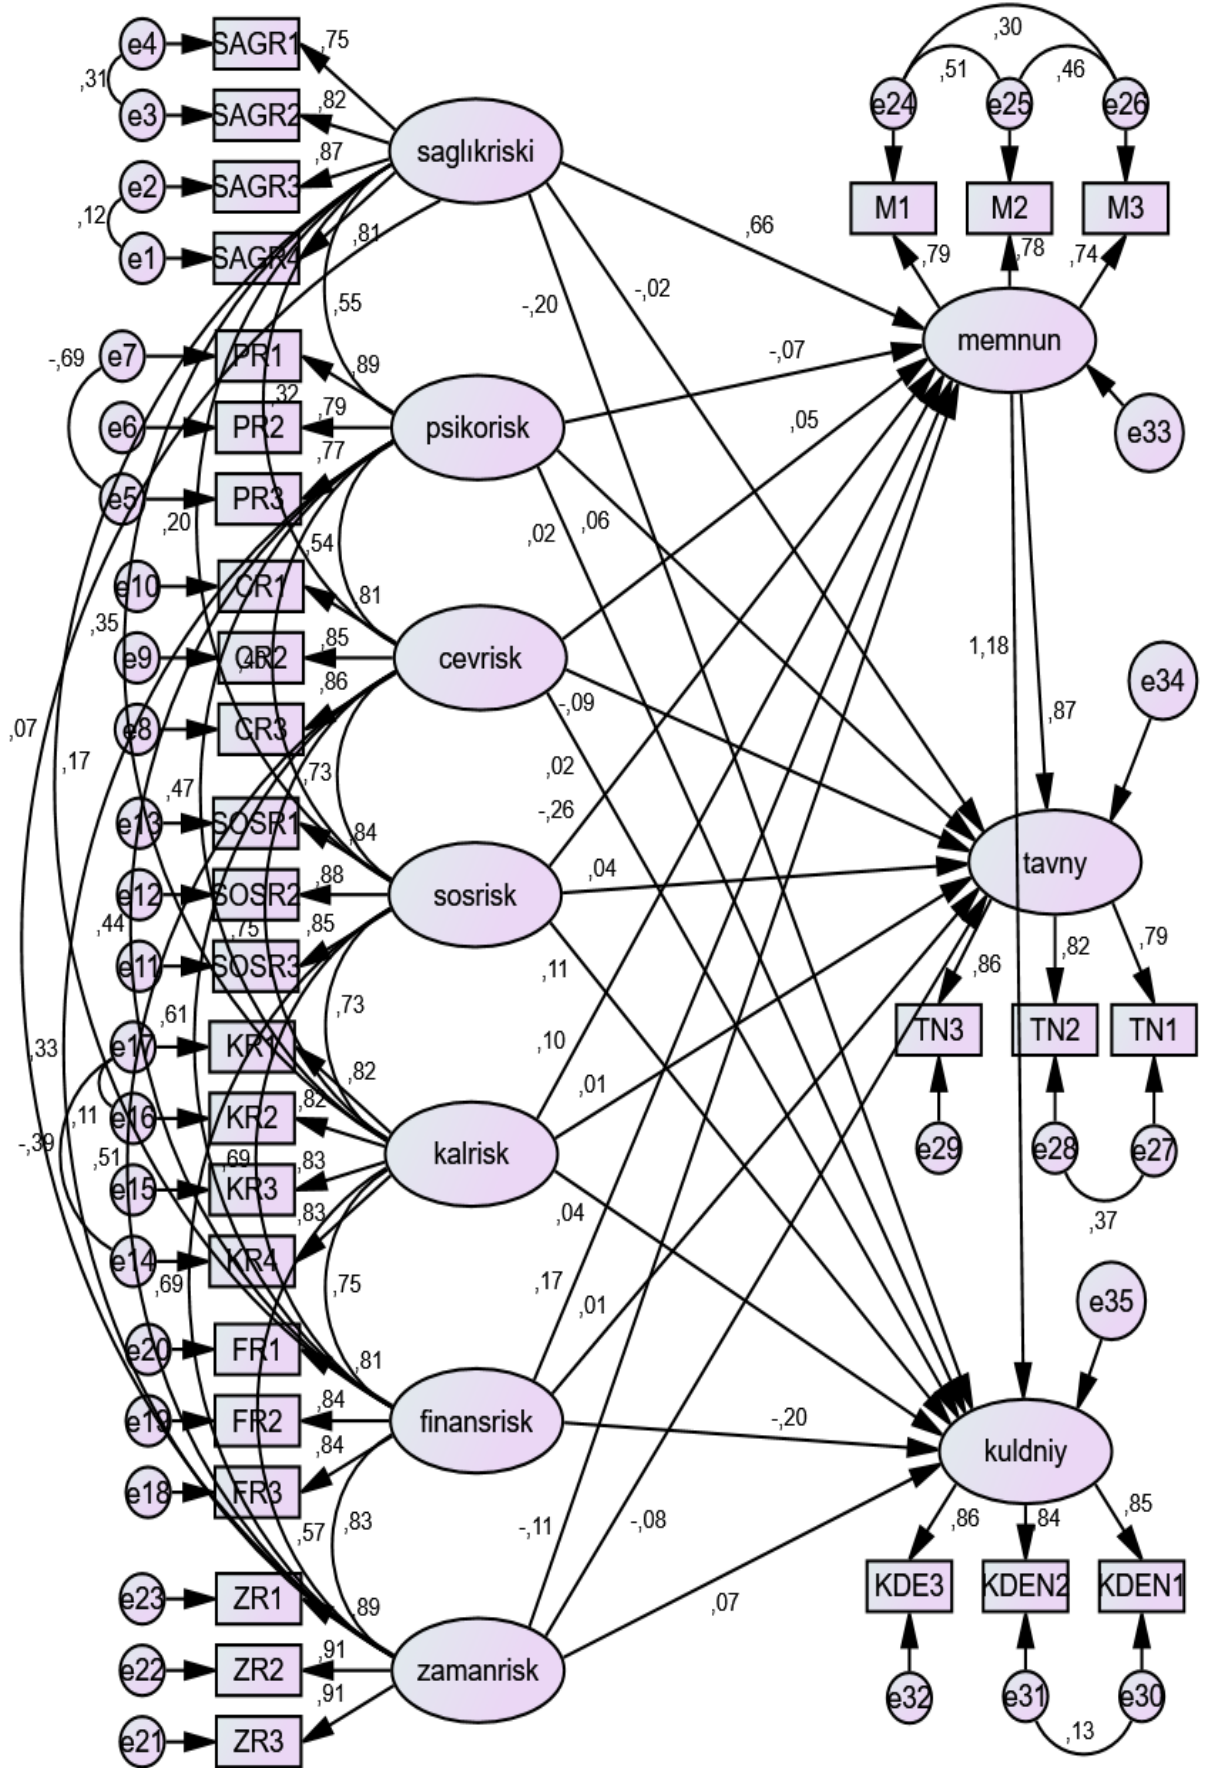 e4 SAGR1 ,75
,31
e3 SAGR2 ,82
e2 SAGR3 ,87
,12
e1 SAGR4 ,81
saglıkriski
,30
,51 ,46
e24 e25 e26
M1 M2 M3
,79 ,78 ,74
memnun
e33
,66
-,02
-,20
-,07
,05
,55
-,69
e7 PR1 ,89
,32
e6 PR2 ,79
e5 PR3 ,77
psikorisk
,20
,02 ,06
,54
e10 CR1 ,81
,35
e9 CR2 ,85
e8 CR3 ,86
cevrisk
1,18
,87
e34
-,09
,07
,17
,02
,73
,47
-,26
e13 SOSR1 ,84
e12 SOSR2 ,88
e11 SOSR3 ,85
sosrisk
,04
tavny
,44
,75
,11
,86 ,82 ,79
TN3 TN2 TN1
e29 e28 e27
,37
,73
,61
,33
,10
,01
e17 KR1 ,82
e16 KR2 ,82
e15 KR3 ,83
e14 KR4 ,83
kalrisk
,11
-,39
,51
,69
,04
,69
,75
,17
,01
e35
e20 FR1 ,81
e19 FR2 ,84
e18 FR3 ,84
finansrisk
-,20
kuldniy
,57 ,83
-,11
-,08
,86 ,84 ,85
KDE3 KDEN2 KDEN1
e32 e31 e30
,13
e23 ZR1 ,89
e22 ZR2 ,91
e21 ZR3 ,91
zamanrisk
,07